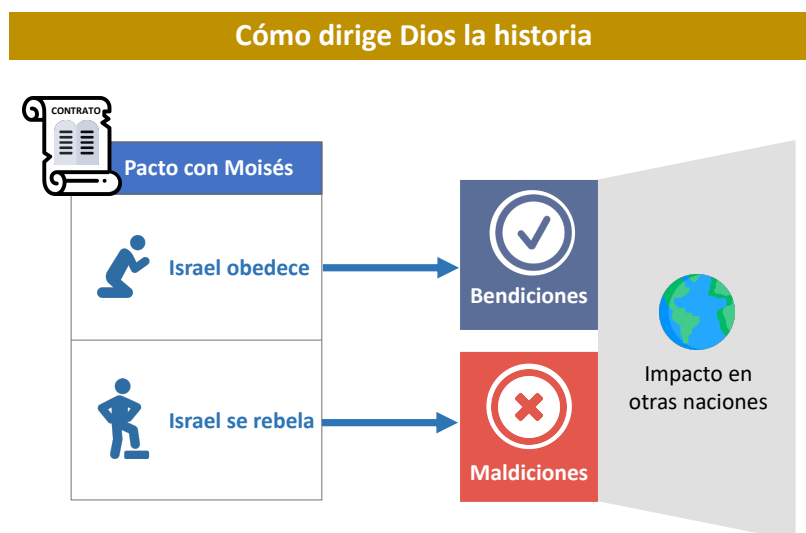 Cómo dirige Dios la historia
CONTRATO
Pacto con Moisés
Israel obedece
Bendiciones
Israel se rebela
Maldiciones
Impacto en
otras naciones